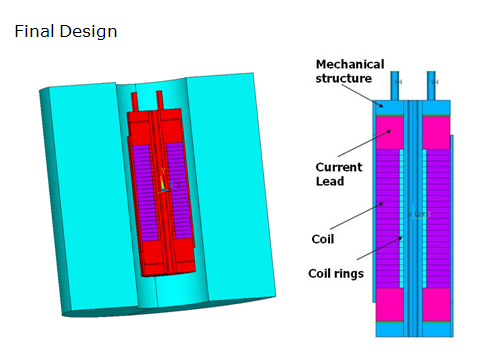 Final Design
Mechanical
structure
Current
Lead
Coil
Coil rings